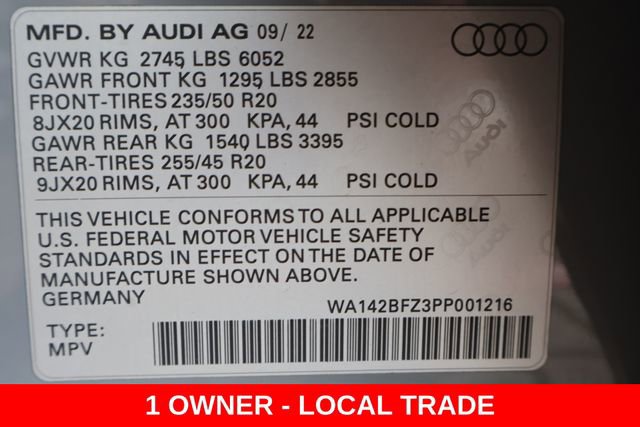 MFD. BY AUDI AG 09/ 22
GVWR KG 2745 LBS 6052
GAWR FRONT KG 1295 LBS 2855
FRONT-TIRES 235/50 R20
8JX20 RIMS, AT 300 KPA, 44 PSI COLD
GAWR REAR KG 1540 LBS 3395
REAR-TIRES 255/45 R20
9JX20 RIMS, AT 300 KPA, 44 PSI COLD
Audi
THIS VEHICLE CONFORMS TO ALL APPLICABLE
U.S. FEDERAL MOTOR VEHICLE SAFETY
STANDARDS IN EFFECT ON THE DATE OF
MANUFACTURE SHOWN ABOVE.
GERMANY
Audi
WA142BFZ3PP001216
TYPE:
MPV
1 OWNER - LOCAL TRADE